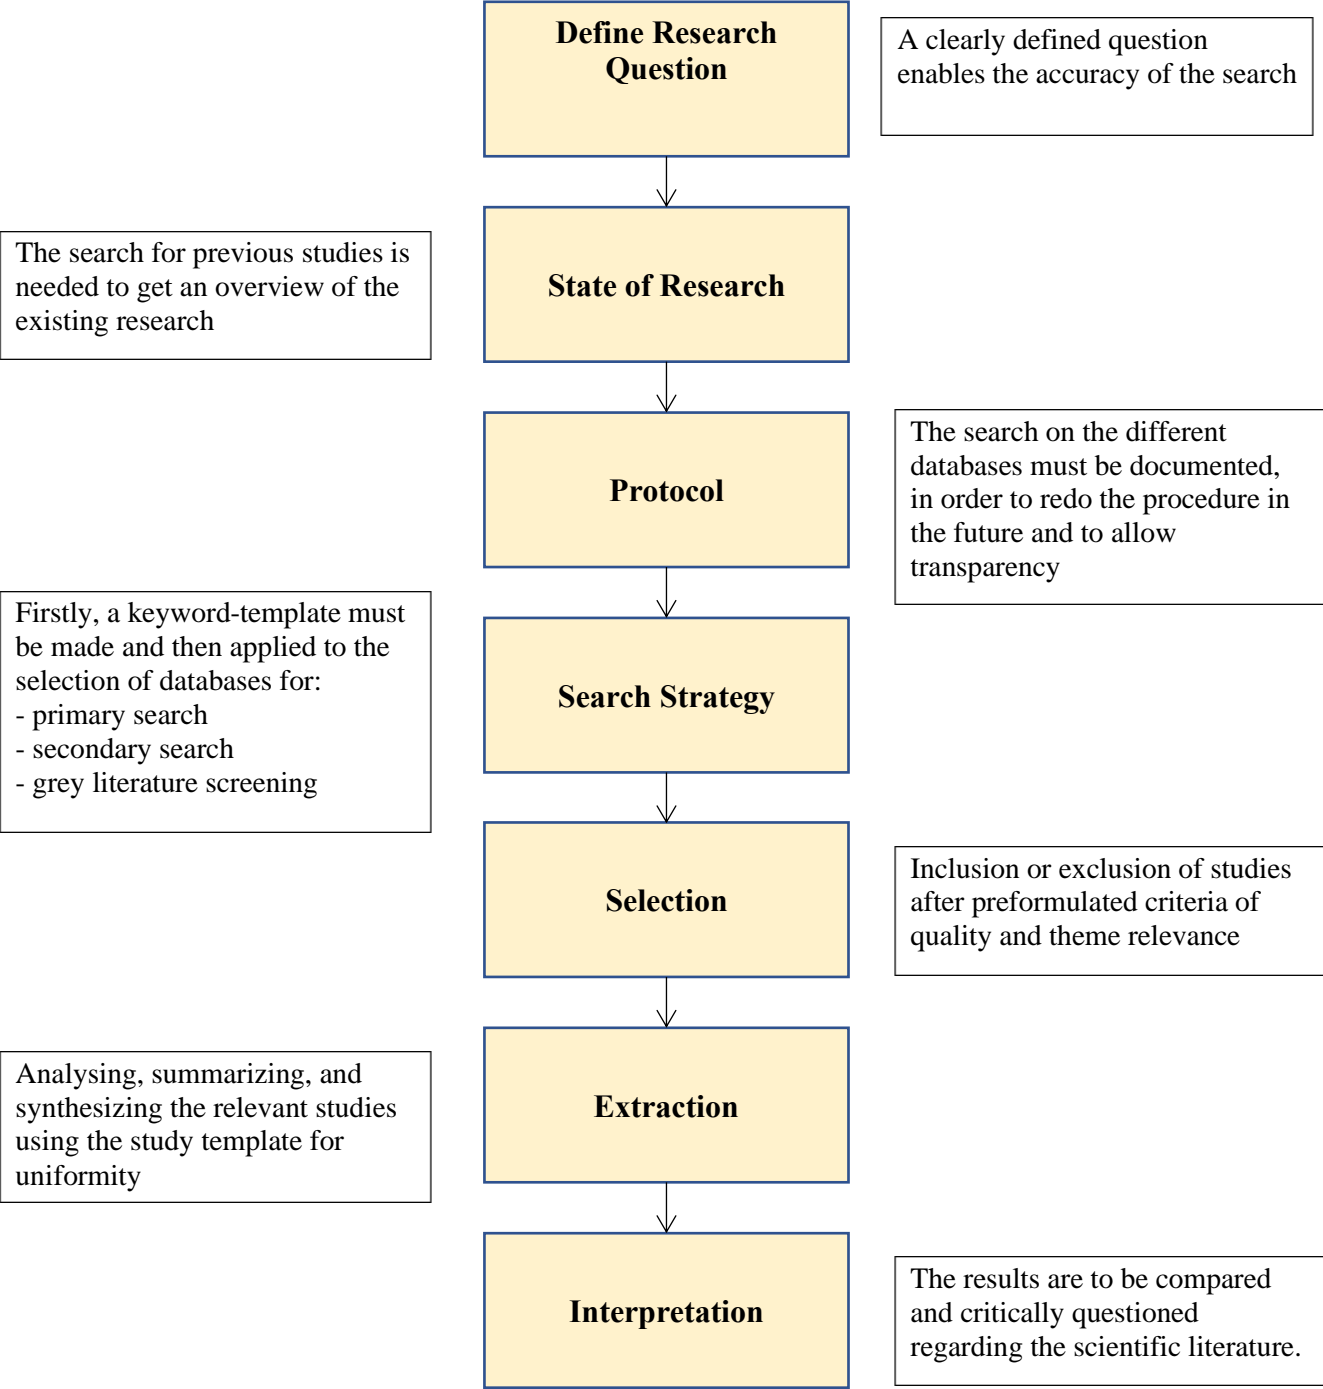 Define Research
Question
A clearly defined question
enables the accuracy of the search
The search for previous studies is
needed to get an overview of the
existing research
State of Research
Protocol
The search on the different
databases must be documented,
in order to redo the procedure in
the future and to allow
transparency
Firstly, a keyword-template must
be made and then applied to the
selection of databases for:
- primary search
- secondary search
- grey literature screening
Search Strategy
Selection
Inclusion or exclusion of studies
after preformulated criteria of
quality and theme relevance
Analysing, summarizing, and
synthesizing the relevant studies
using the study template for
uniformity
Extraction
Interpretation
The results are to be compared
and critically questioned
regarding the scientific literature.